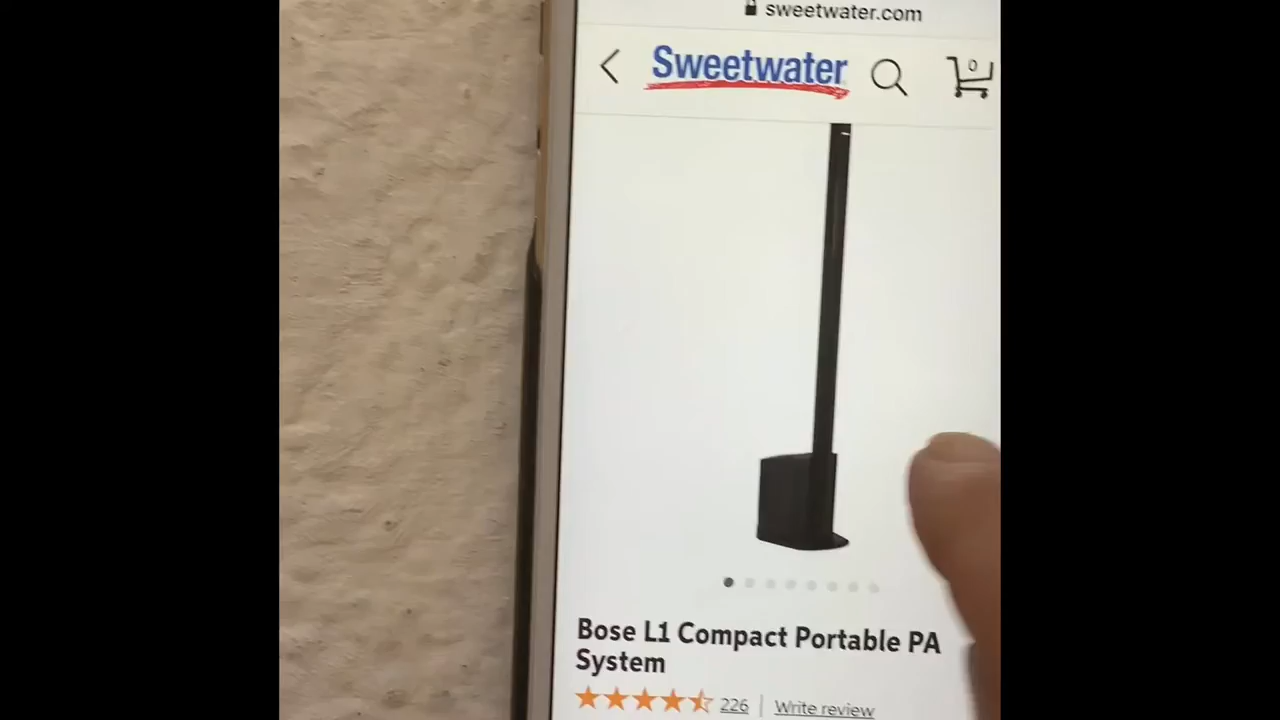 sweetwater.com
Sweetwater
0
Bose L1 Compact Portable PA
System
226 | Write review